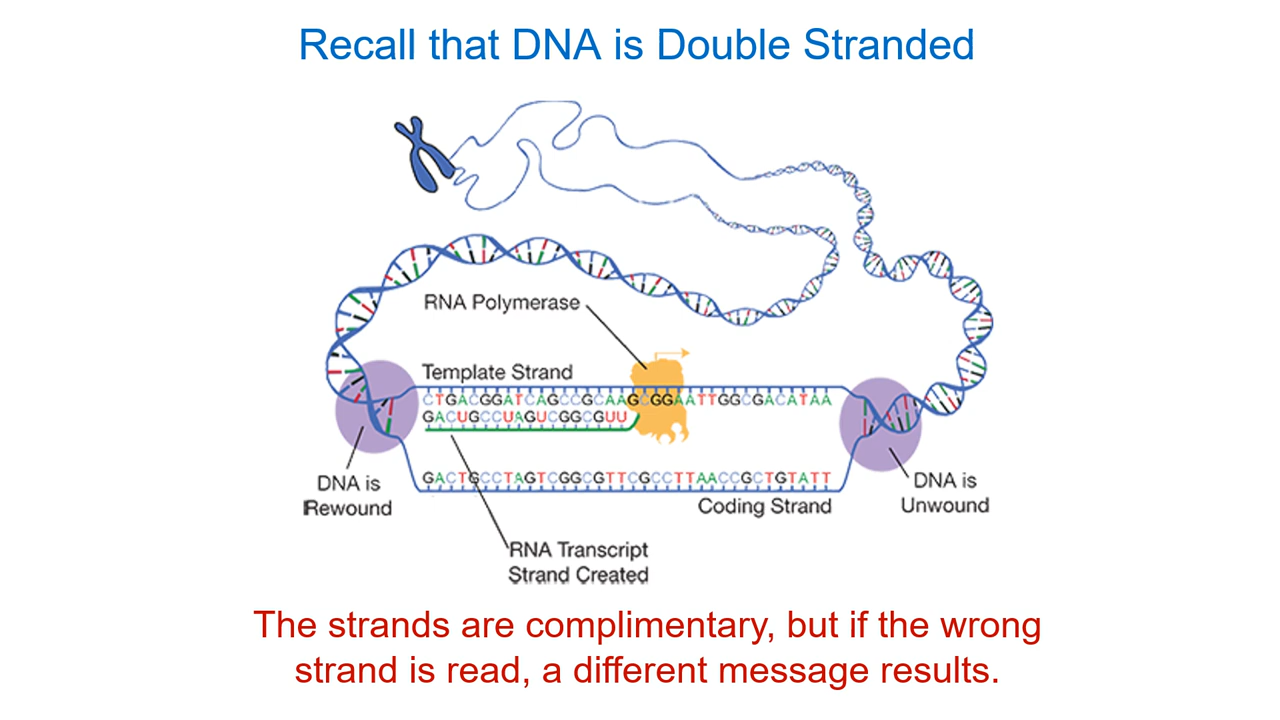 Recall that DNA is Double Stranded
RNA Polymerase
Template Strand
CTGACGGATCAGCCGCAAGCGGAATTGGCGACATAA
GACUGCCUAGUCGGCGUU
GACTGCCTAGTCGGCGTTCGCCTTAACCGCTGTATT
Coding Strand
DNA is
Rewound
DNA is
Unwound
RNA Transcript
Strand Created
The strands are complimentary, but if the wrong
strand is read, a different message results.